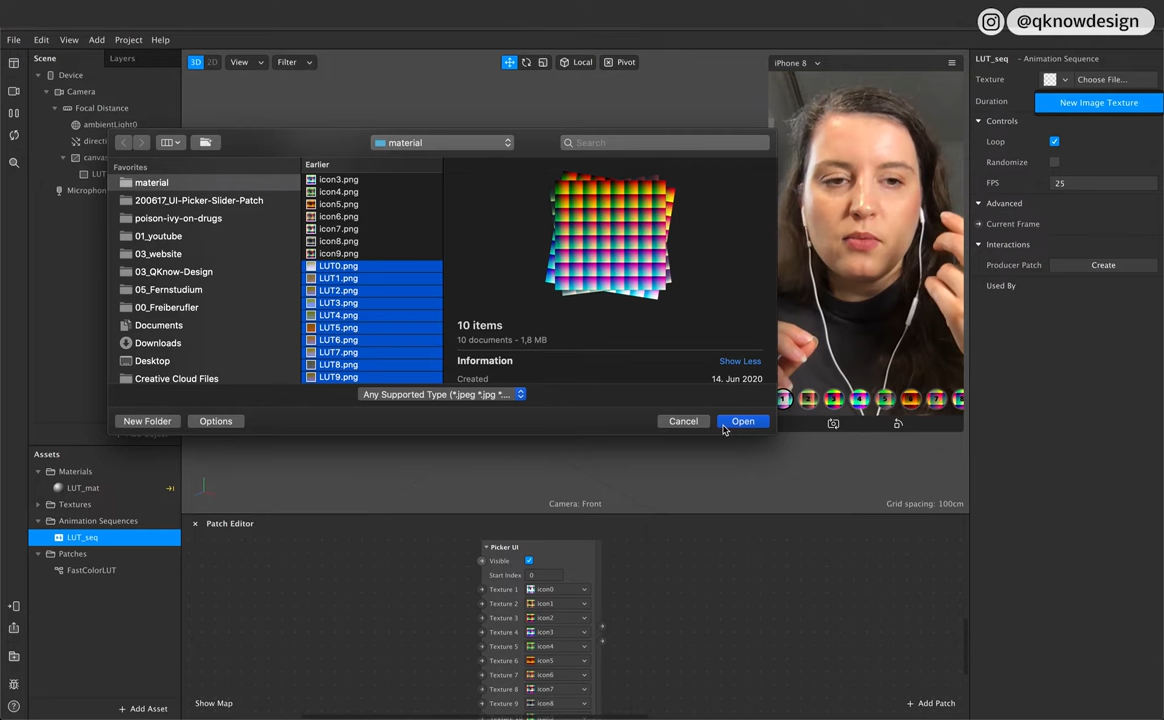 @qknowdesign
File Edit View Add Project Help
Scene Layers
Device
Camera
Focal Distance
ambientLight0
directi
canvas
LUT
Microphon
3D 2D View Filter Local Pivot
iPhone 8
LUT_seq - Animation Sequence
Texture Choose File...
Duration New Image Texture
Controls
Loop
Randomize
FPS 25
Advanced
Current Frame
Interactions
Producer Patch Create
Used By
material
Search
Favorites
material
200617_UI-Picker-Slider-Patch
poison-ivy-on-drugs
01_youtube
03_website
03_QKnow-Design
05_Fernstudium
00_Freiberufler
Documents
Downloads
Desktop
Creative Cloud Files
Earlier
icon3.png
icon4.png
icon5.png
icon6.png
icon7.png
icon8.png
icon9.png
LUT0.png
LUT1.png
LUT2.png
LUT3.png
LUT4.png
LUT5.png
LUT6.png
LUT7.png
LUT8.png
LUT9.png
10 items
10 documents - 1,8 MB
Information Show Less
Created 14. Jun 2020
Any Supported Type (*.jpeg *.jpg *....
New Folder Options Cancel Open
Assets
Materials
LUT_mat
Textures
Animation Sequences
LUT_seq
Patches
FastColorLUT
Add Asset
Camera: Front
Grid spacing: 100cm
Patch Editor
Picker UI
Visible
Start Index 0
Texture 1 icon0
Texture 2 icon1
Texture 3 icon2
Texture 4 icon3
Texture 5 icon4
Texture 6 icon5
Texture 7 icon6
Texture 8 icon7
Texture 9 icon8
Show Map
Add Patch